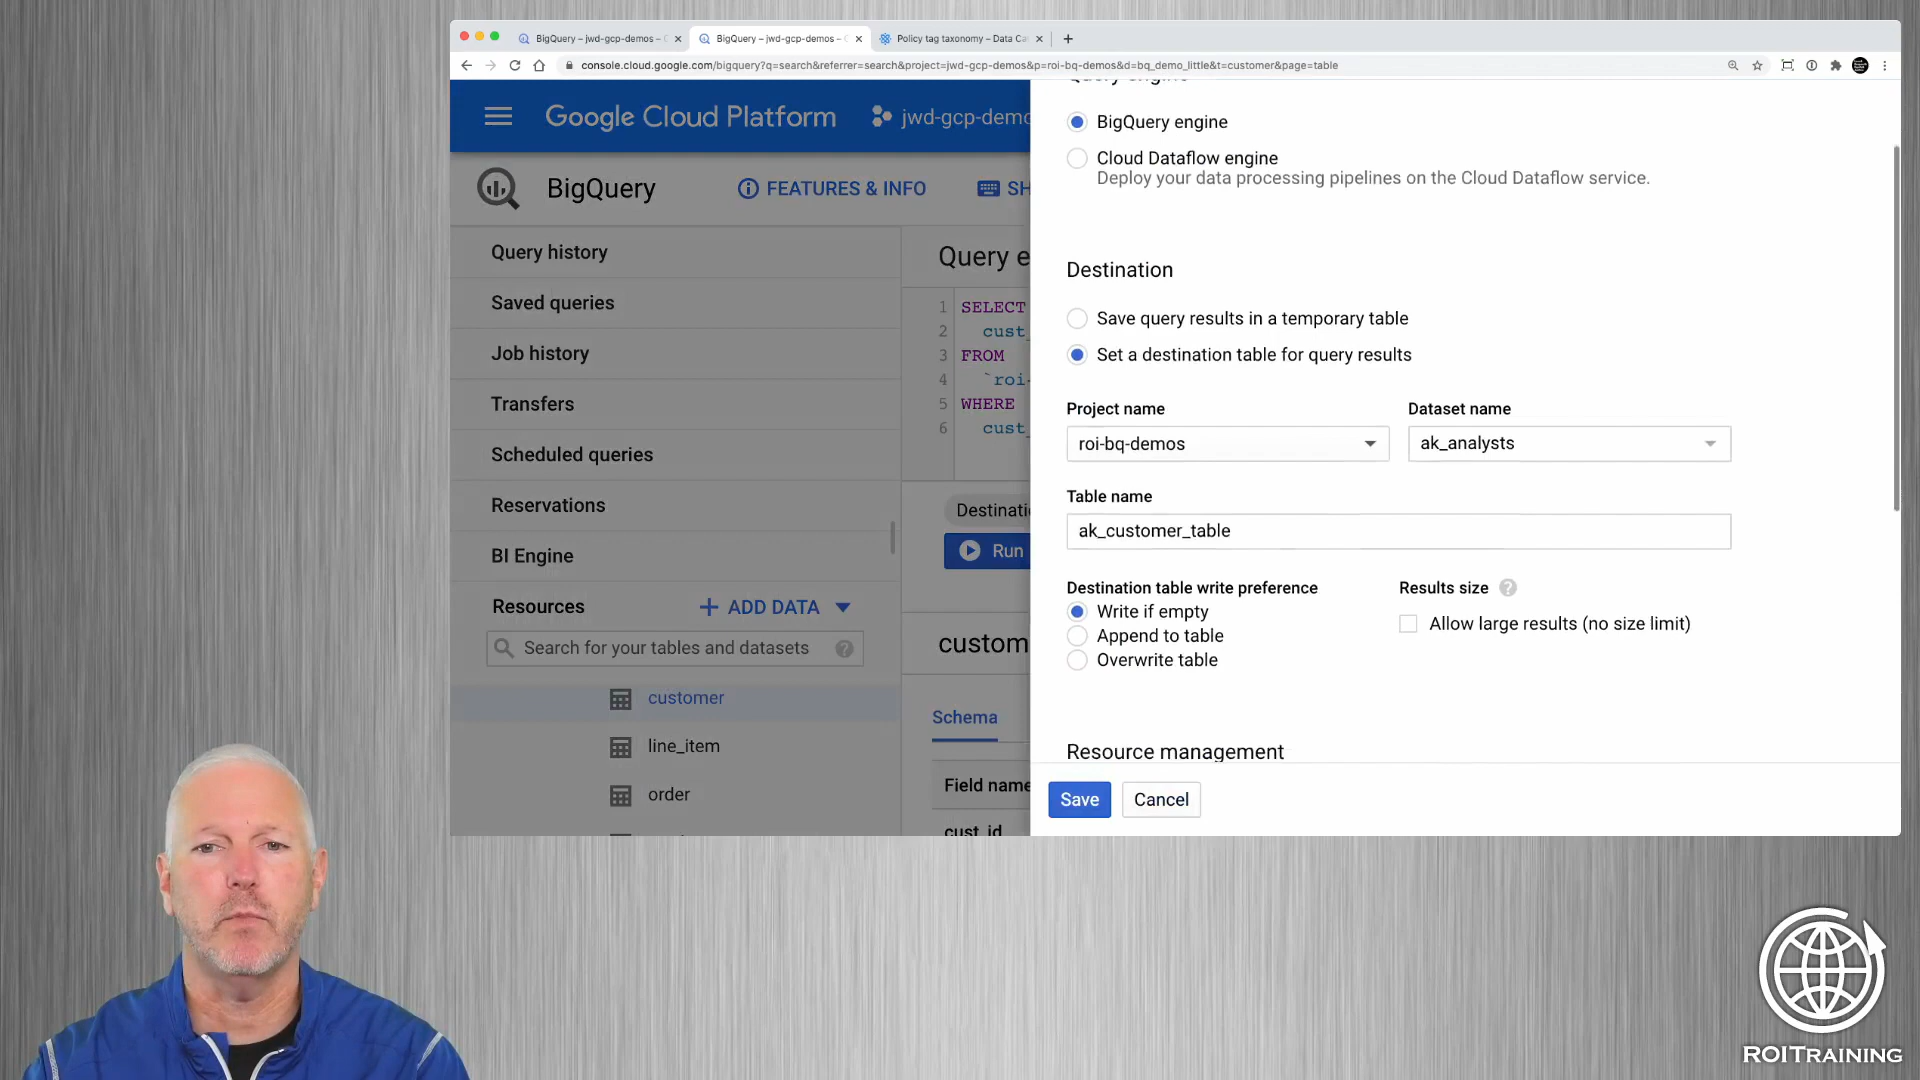 BigQuery – jwd-gcp-demos –
BigQuery – jwd-gcp-demos –
Policy tag taxonomy – Data Ca
console.cloud.google.com/bigquery?q=search&referrer=search&project=jwd-gcp-demos&p=roi-bq-demos&d=bq_demo_little&t=customer&page=table
Google Cloud Platform
jwd-gcp-demo
BigQuery
FEATURES & INFO
SH
Query history
Saved queries
Job history
Transfers
Scheduled queries
Reservations
BI Engine
Resources
ADD DATA
Search for your tables and datasets
customer
line_item
order
Query e
1 SELECT
2 cust_
3 FROM
4 `roi-
5 WHERE
6 cust_
Destinatio
Run
custom
Schema
Field name
cust_id
Query engine
BigQuery engine
Cloud Dataflow engine
Deploy your data processing pipelines on the Cloud Dataflow service.
Destination
Save query results in a temporary table
Set a destination table for query results
Project name
Dataset name
roi-bq-demos
ak_analysts
Table name
ak_customer_table
Destination table write preference
Results size
Write if empty
Allow large results (no size limit)
Append to table
Overwrite table
Resource management
Save
Cancel
ROITRAINING